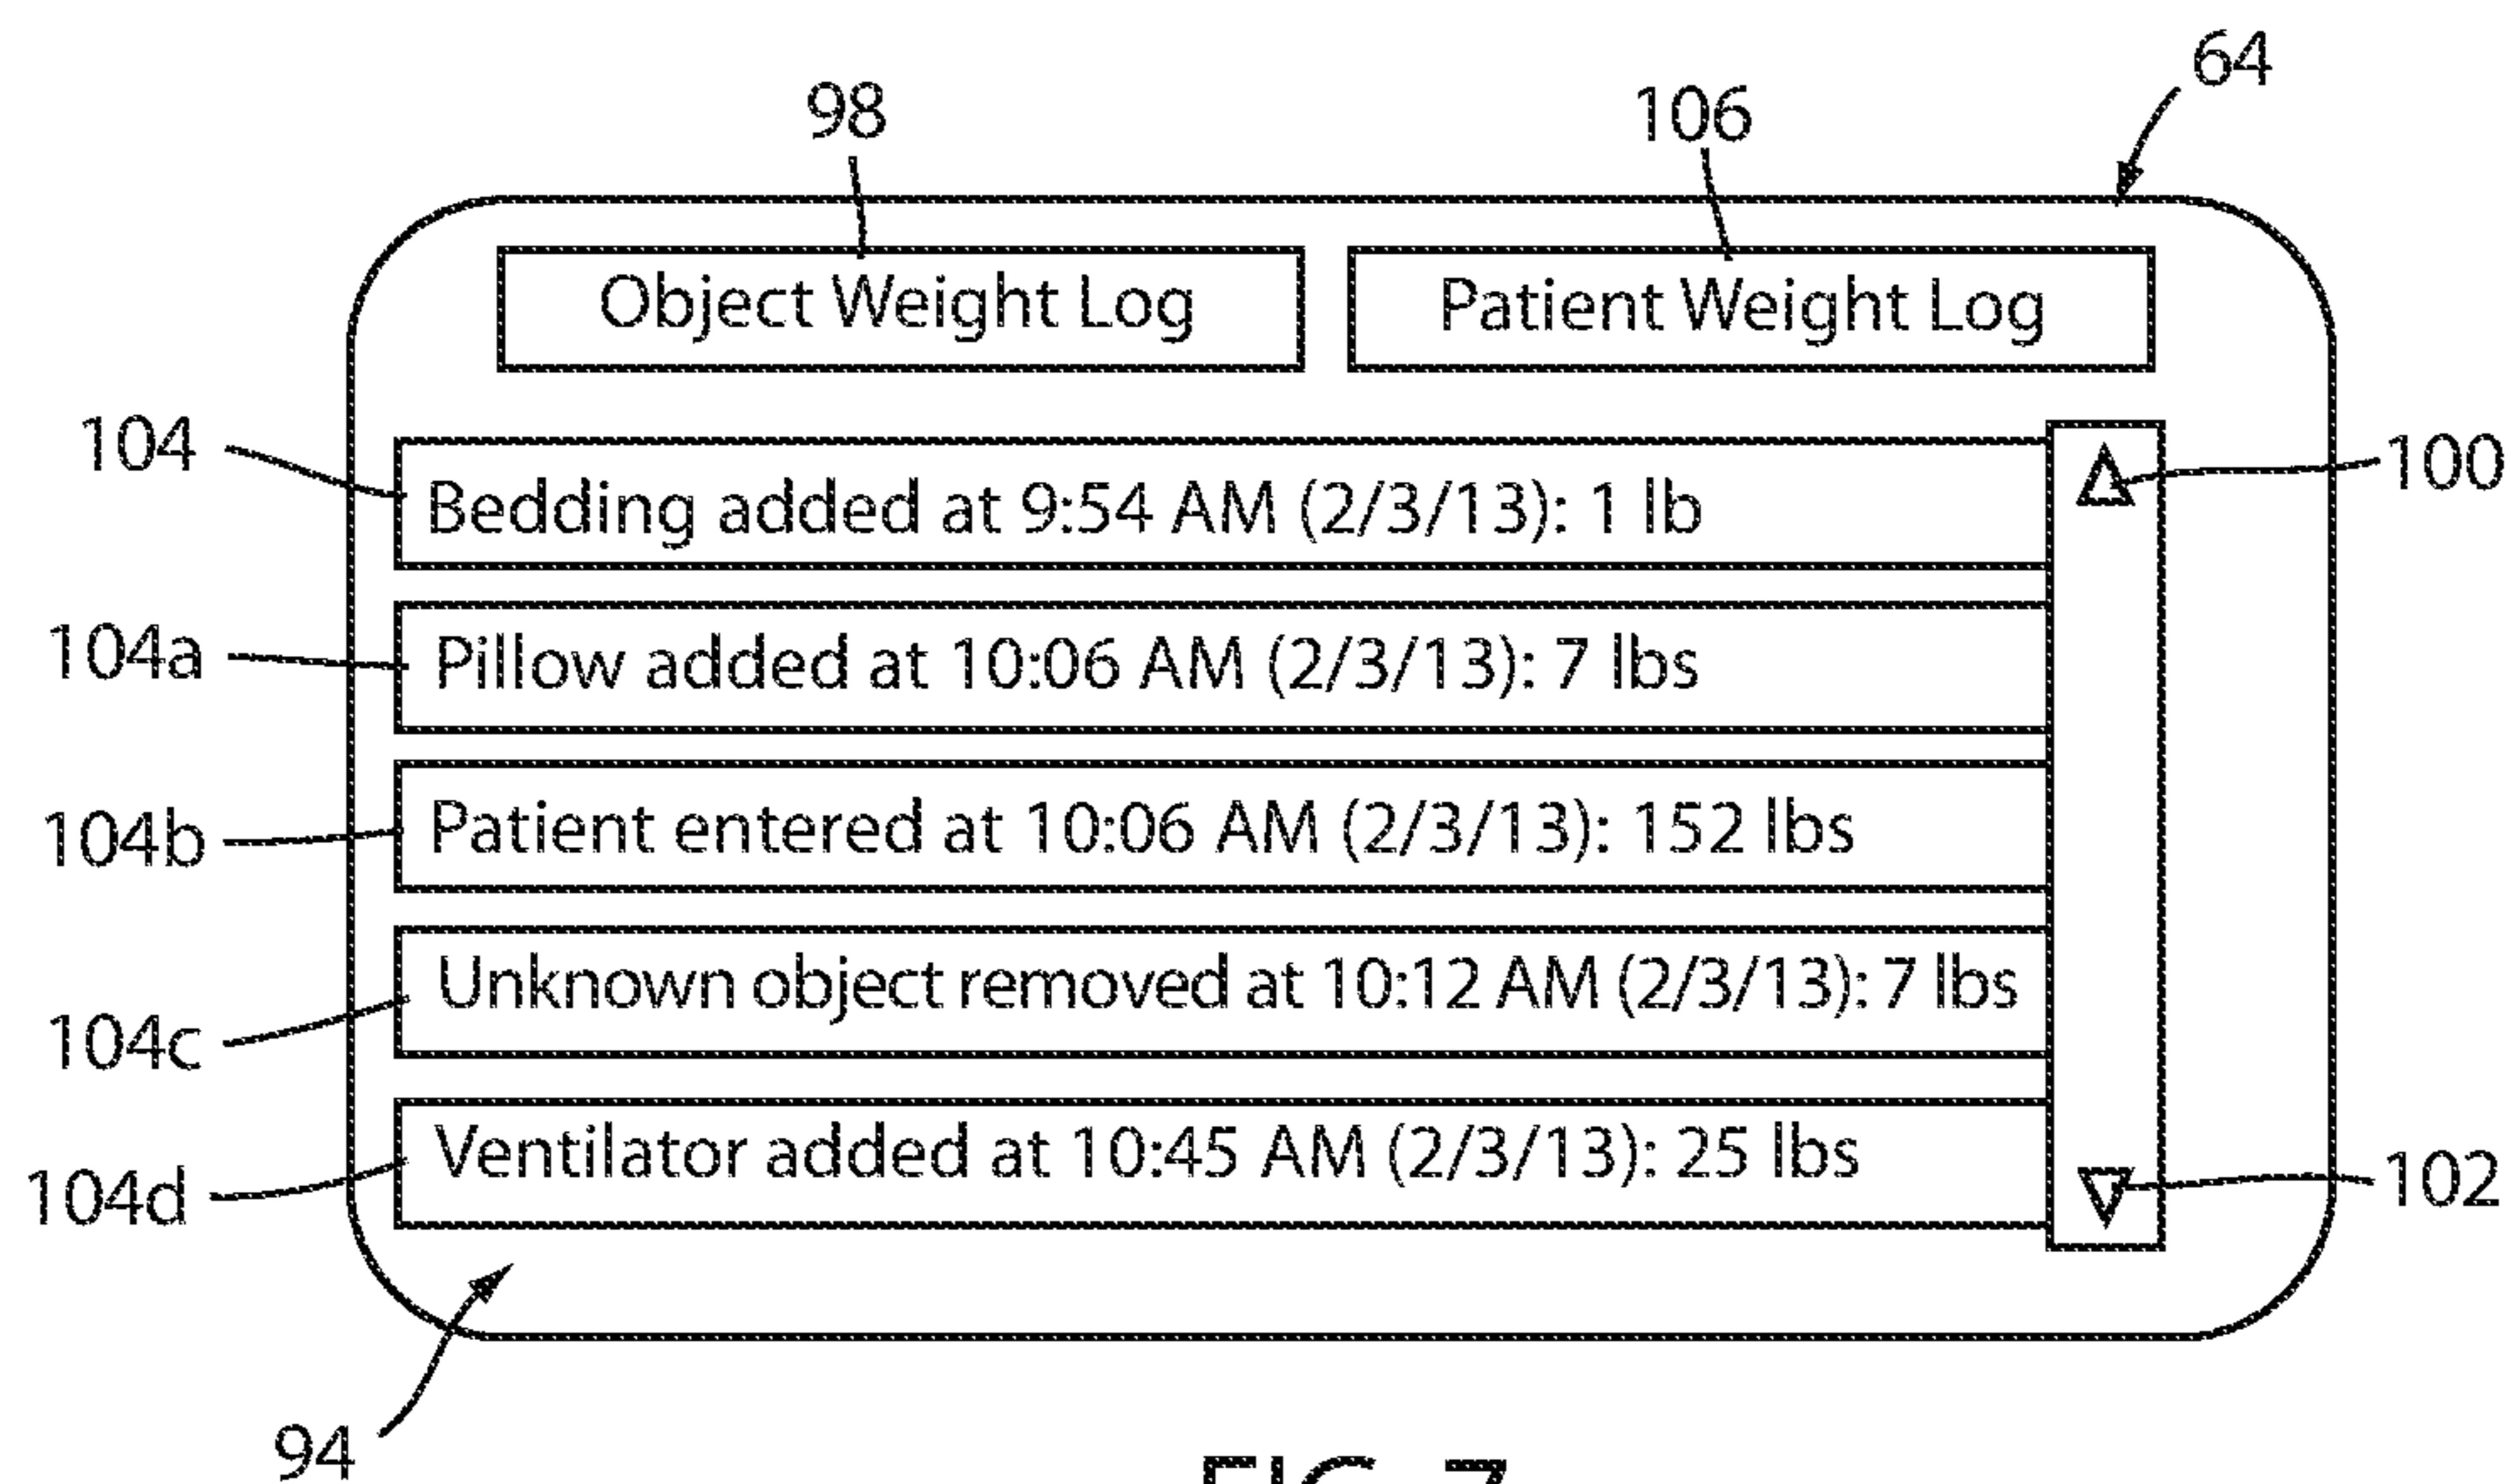 64
98
106
Object Weight Log
Patient Weight Log
104
Bedding added at 9:54 AM (2/3/13): 1 lb
100
104a
Pillow added at 10:06 AM (2/3/13): 7 lbs
104b
Patient entered at 10:06 AM (2/3/13): 152 lbs
104c
Unknown object removed at 10:12 AM (2/3/13): 7 lbs
104d
Ventilator added at 10:45 AM (2/3/13): 25 lbs
102
94
FIG. 7